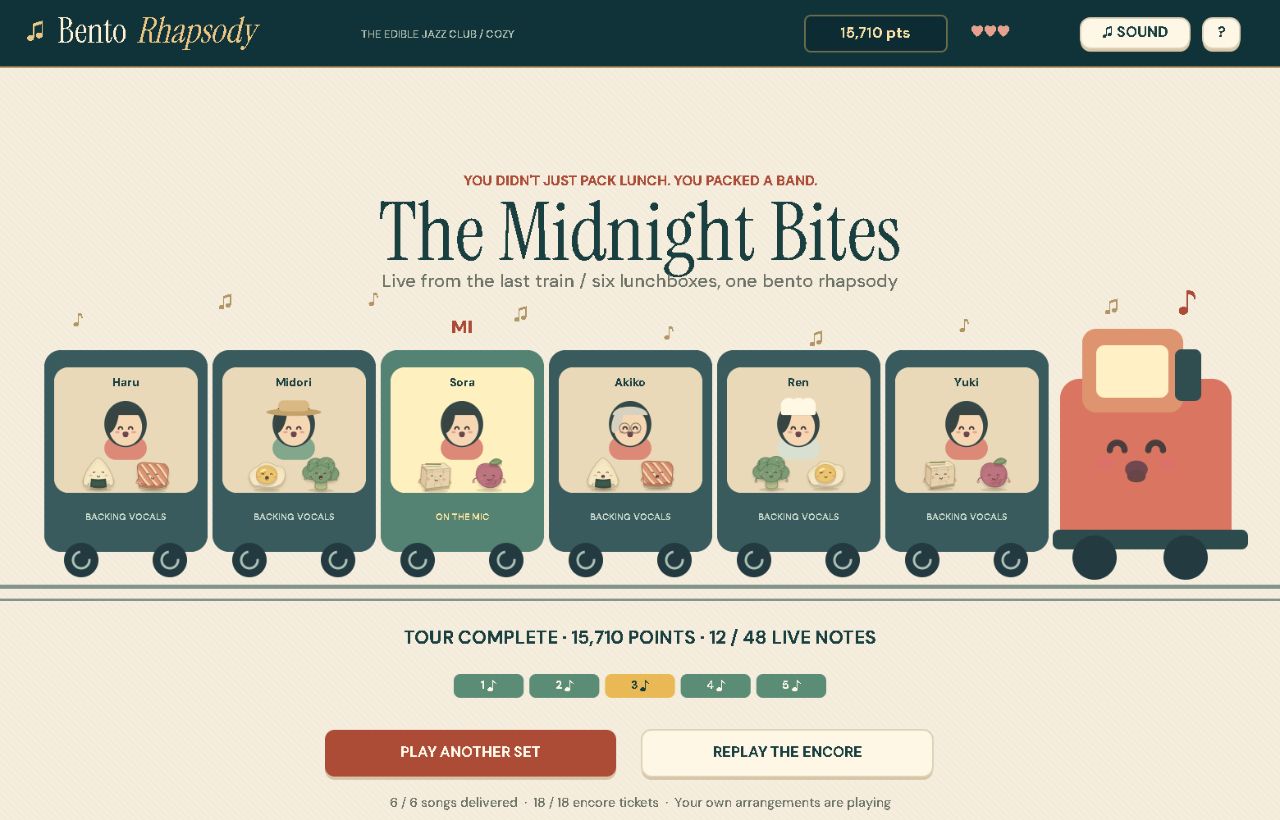 ♫ Bento Rhapsody
THE EDIBLE JAZZ CLUB / COZY
15,710 pts
♥♥♥
♫ SOUND
?
YOU DIDN'T JUST PACK LUNCH. YOU PACKED A BAND.
The Midnight Bites
Live from the last train / six lunchboxes, one bento rhapsody
MI
Haru
Midori
Sora
Akiko
Ren
Yuki
BACKING VOCALS
BACKING VOCALS
ON THE MIC
BACKING VOCALS
BACKING VOCALS
BACKING VOCALS
TOUR COMPLETE · 15,710 POINTS · 12 / 48 LIVE NOTES
1♪
2♪
3♪
4♪
5♪
PLAY ANOTHER SET
REPLAY THE ENCORE
6 / 6 songs delivered · 18 / 18 encore tickets · Your own arrangements are playing